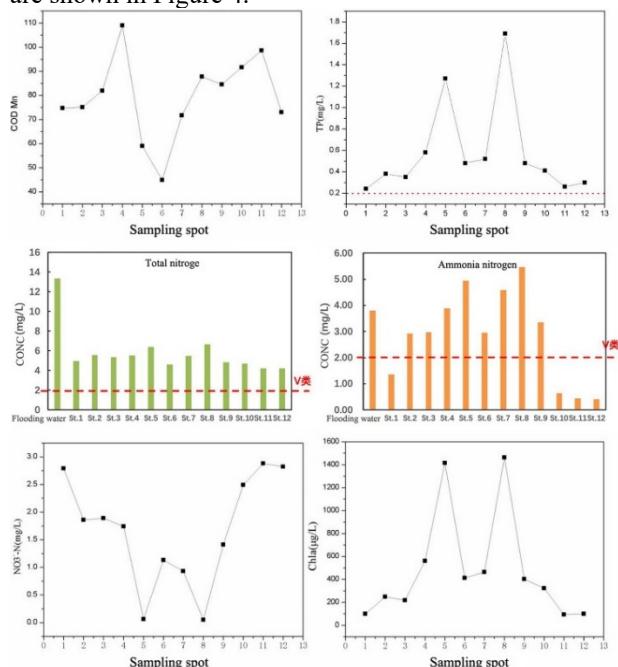 are shown in Figure 4.
110
100
90
80
70
60
50
40
COD Mn
0 1 2 3 4 5 6 7 8 9 10 11 12 13
Sampling spot
1.8
1.6
1.4
1.2
1.0
0.8
0.6
0.4
0.2
0.0
TP(mg/L)
0 1 2 3 4 5 6 7 8 9 10 11 12 13
Sampling spot
Total nitroge
16
14
12
10
8
6
4
2
0
CONC(mg/L)
V类
Flooding water St.1 St.2 St.3 St.4 St.5 St.6 St.7 St.8 St.9 St.10 St.11 St.12
Ammonia nitrogen
6.00
5.00
4.00
3.00
2.00
1.00
0.00
CONC(mg/L)
V类
Flooding water St.1 St.2 St.3 St.4 St.5 St.6 St.7 St.8 St.9 St.10 St.11 St.12
3.0
2.5
2.0
1.5
1.0
0.5
0.0
NO3-N(mg/L)
0 1 2 3 4 5 6 7 8 9 10 11 12 13
Sampling spot
1600
1400
1200
1000
800
600
400
200
0
Chla(μg/L)
0 1 2 3 4 5 6 7 8 9 10 11 12 13
Sampling spot